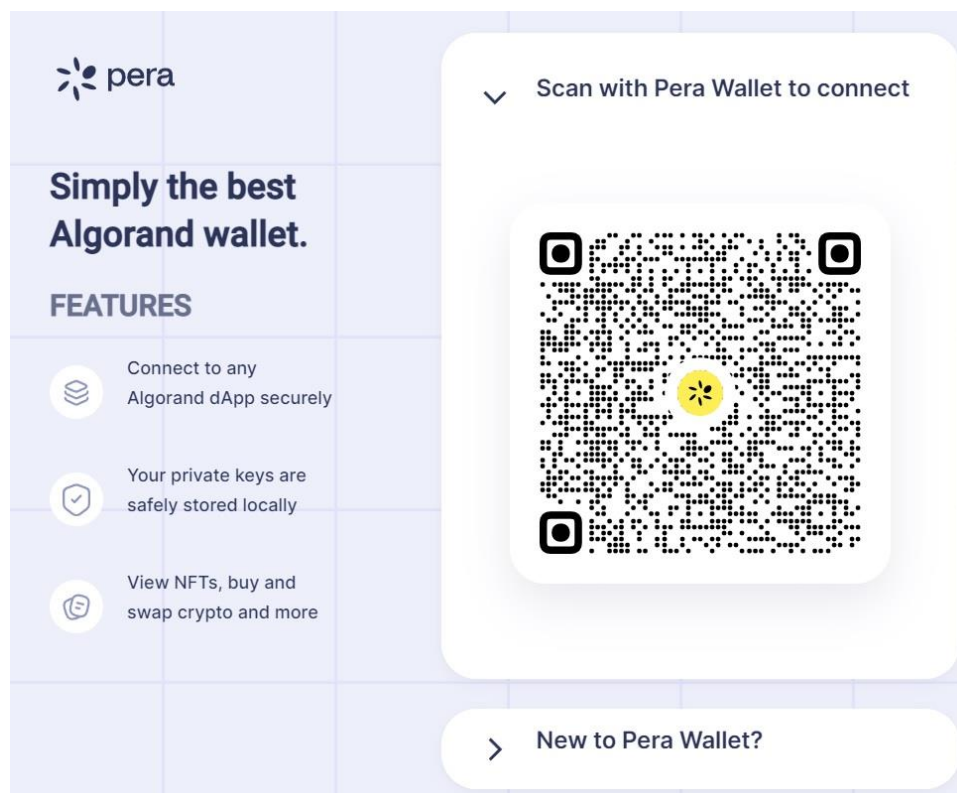 pera
Simply the best
Algorand wallet.
FEATURES
Connect to any
Algorand dApp securely
Your private keys are
safely stored locally
View NFTs, buy and
swap crypto and more
Scan with Pera Wallet to connect
New to Pera Wallet?